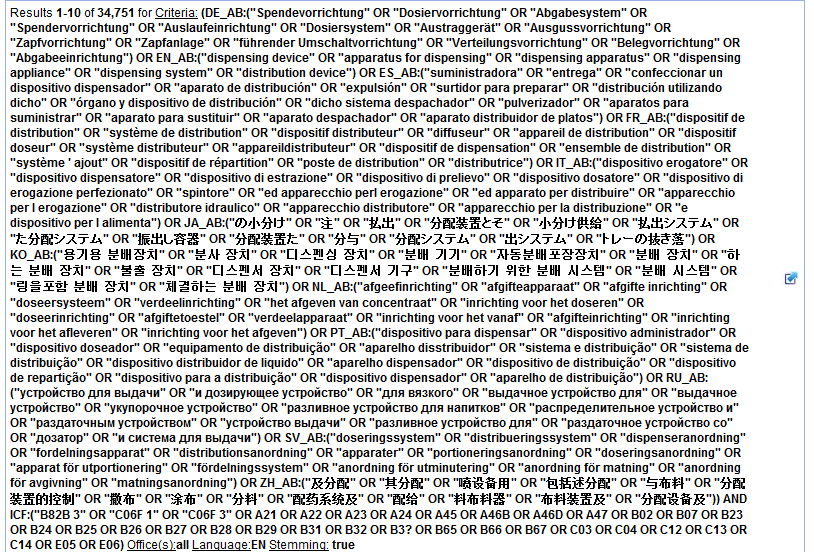 Results 1-10 of 34,751 for Criteria: (DE_AB:("Spendevorrichtung" OR "Dosiervorrichtung" OR "Abgabesystem" OR
"Spendervorrichtung" OR "Auslaufeinrichtung" OR "Dosiersystem" OR "Austraggerät" OR "Ausgussvorrichtung" OR
"Zapfvorrichtung" OR "Zapfanlage" OR "führender Umschaltvorrichtung" OR "Verteilungsvorrichtung" OR "Belegvorrichtung" OR
"Abgabeeinrichtung") OR EN_AB:("dispensing device" OR "apparatus for dispensing" OR "dispensing apparatus" OR "dispensing
appliance" OR "dispensing system" OR "distribution device") OR ES_AB:("suministradora" OR "entrega" OR "confeccionar un
dispositivo dispensador" OR "aparato de distribución" OR "expulsión" OR "surtidor para preparar" OR "distribución utilizando
dicho" OR "órgano y dispositivo de distribución" OR "dicho sistema despachador" OR "pulverizador" OR "aparatos para
suministrar" OR "aparato para sustituir" OR "aparato despachador" OR "aparato distribuidor de platos") OR FR_AB:("dispositif de
distribution" OR "système de distribution" OR "dispositif distributeur" OR "diffuseur" OR "appareil de distribution" OR "dispositif
doseur" OR "système distributeur" OR "appareildistributeur" OR "dispositif de dispensation" OR "ensemble de distribution" OR
"système ' ajout" OR "dispositif de répartition" OR "poste de distribution" OR "distributrice") OR IT_AB:("dispositivo erogatore" OR
"dispositivo dispensatore" OR "dispositivo di estrazione" OR "dispositivo di prelievo" OR "dispositivo dosatore" OR "dispositivo di
erogazione perfezionato" OR "spintore" OR "ed apparecchio perl erogazione" OR "ed apparato per distribuire" OR "apparecchio
per l erogazione" OR "distributore idraulico" OR "apparecchio distributore" OR "apparecchio per la distribuzione" OR "e
dispositivo per l alimenta") OR JA_AB:("の小分け" OR "注" OR "払出" OR "分配装置とそ" OR "小分け供給" OR "払出システム" OR
"た分配システム" OR "振出し容器" OR "分配装置た" OR "分与" OR "分配システム" OR "出システム" OR "トレーの抜き落") OR
KO_AB:("용기용 분배장치" OR "분사 장치" OR "디스펜싱 장치" OR "분배 기기" OR "자동분배포장장치" OR "분배 장치" OR "하
는 분배 장치" OR "불출 장치" OR "디스펜서 장치" OR "디스펜서 기구" OR "분배하기 위한 분배 시스템" OR "분배 시스템" OR
"링을포함 분배 장치" OR "체결하는 분배 장치") OR NL_AB:("afgeefinrichting" OR "afgifteapparaat" OR "afgifte inrichting" OR
"doseersysteem" OR "verdeelinrichting" OR "het afgeven van concentraat" OR "inrichting voor het doseren" OR
"doseerinrichting" OR "afgiftetoestel" OR "verdeelapparaat" OR "inrichting voor het vanaf" OR "afgifteinrichting" OR "inrichting
voor het afleveren" OR "inrichting voor het afgeven") OR PT_AB:("dispositivo para dispensar" OR "dispositivo administrador" OR
"dispositivo doseador" OR "equipamento de distribuição" OR "aparelho disstribuidor" OR "sistema e distribuição" OR "sistema de
distribuição" OR "dispositivo distribuidor de liquido" OR "aparelho dispensador" OR "dispositivo de distribuição" OR "dispositivo
de repartição" OR "dispositivo para a distribuição" OR "dispositivo dispensador" OR "aparelho de distribuição") OR RU_AB:
("устройство для выдачи" OR "и дозирующее устройство" OR "для вязкого" OR "выдачное устройство для" OR "выдачное
устройство" OR "укупорочное устройство" OR "разливное устройство для напитков" OR "распределительное устройство и"
OR "раздаточным устройством" OR "устройство выдачи" OR "разливное устройство для" OR "раздаточное устройство со"
OR "дозатор" OR "и система для выдачи") OR SV_AB:("doseringssystem" OR "distribueringssystem" OR "dispenseranordning"
OR "fordelningsapparat" OR "distributionsanordning" OR "apparater" OR "portioneringsanordning" OR "doseringsanordning" OR
"apparat för utportionering" OR "fördelningssystem" OR "anordning för utminutering" OR "anordning för matning" OR "anordning
för avgivning" OR "matningsanordning") OR ZH_AB:("及分配" OR "其分配" OR "喷设备用" OR "包括述分配" OR "与布料" OR "分配
装置的控制" OR "撒布" OR "涂布" OR "分料" OR "配药系统及" OR "配给" OR "料布料器" OR "布料装置及" OR "分配设备及")) AND
ICF:("B82B 3" OR "C06F 1" OR "C06F 3" OR A21 OR A22 OR A23 OR A24 OR A45 OR A46B OR A46D OR A47 OR B02 OR B07 OR B23
OR B24 OR B25 OR B26 OR B27 OR B28 OR B29 OR B31 OR B32 OR B3? OR B65 OR B66 OR B67 OR C03 OR C04 OR C12 OR C13 OR
C14 OR E05 OR E06) Office(s):all Language:EN Stemming: true